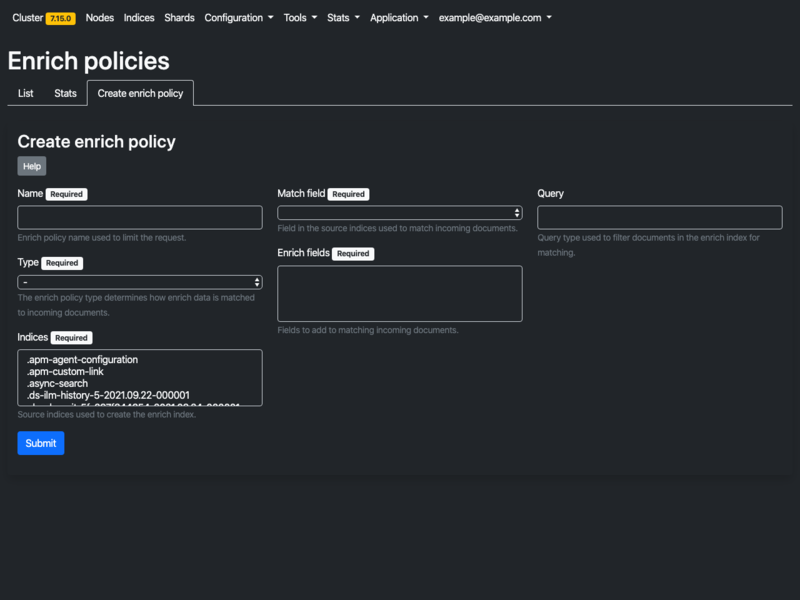 Cluster 7.15.0 Nodes Indices Shards Configuration Tools Stats Application example@example.com
Enrich policies
List Stats Create enrich policy
Create enrich policy
Help
Name Required
Enrich policy name used to limit the request.
Type Required
-
The enrich policy type determines how enrich data is matched
to incoming documents.
Indices Required
.apm-agent-configuration
.apm-custom-link
.async-search
.ds-ilm-history-5-2021.09.22-000001
Source indices used to create the enrich index.
Submit
Match field Required
Field in the source indices used to match incoming documents.
Enrich fields Required
Fields to add to matching incoming documents.
Query
Query type used to filter documents in the enrich index for
matching.